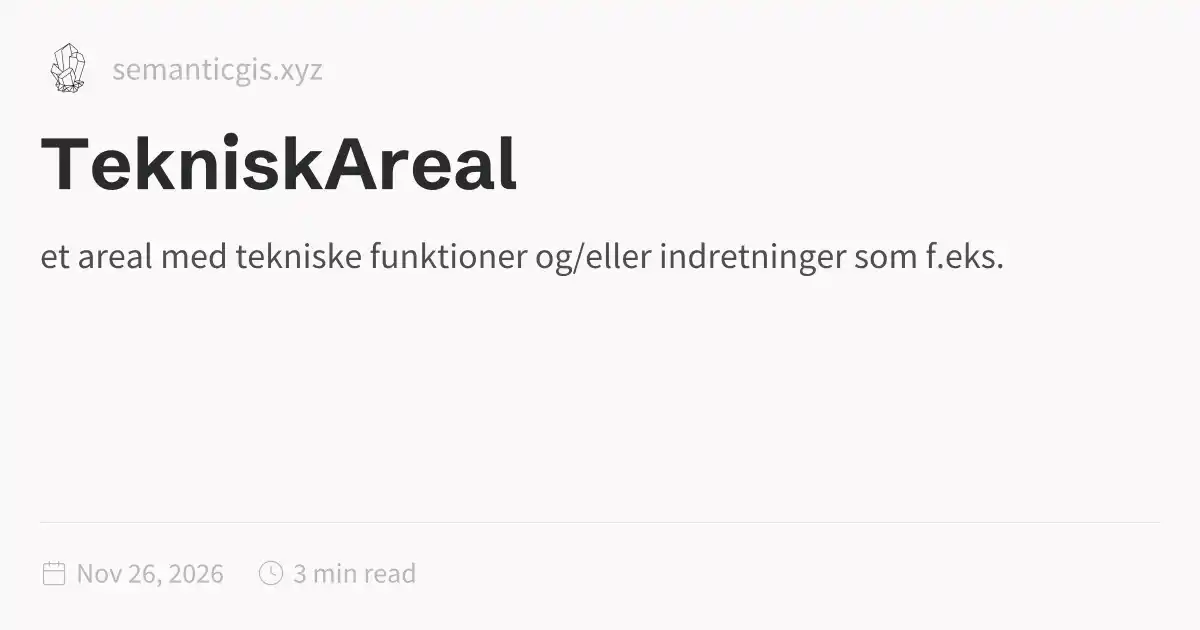 semanticgis.xyz
TekniskAreal
et areal med tekniske funktioner og/eller indretninger som f.eks.
Nov 26, 2026 3 min read